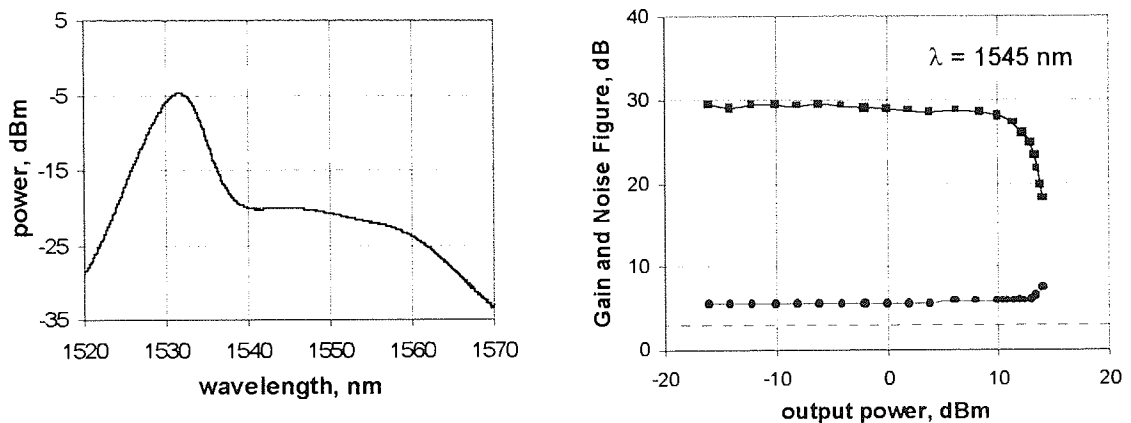 5
-5
-15
-25
-35
power, dBm
1520 1530 1540 1550 1560 1570
wavelength, nm
40
30
20
10
0
Gain and Noise Figure, dB
λ = 1545 nm
-20 -10 0 10 20
output power, dBm